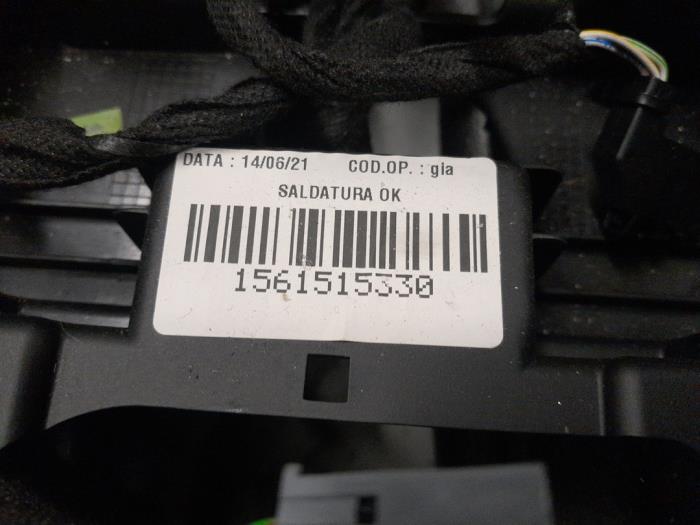 DATA : 14/06/21 COD.OP. : gia
SALDATURA OK
1561515330